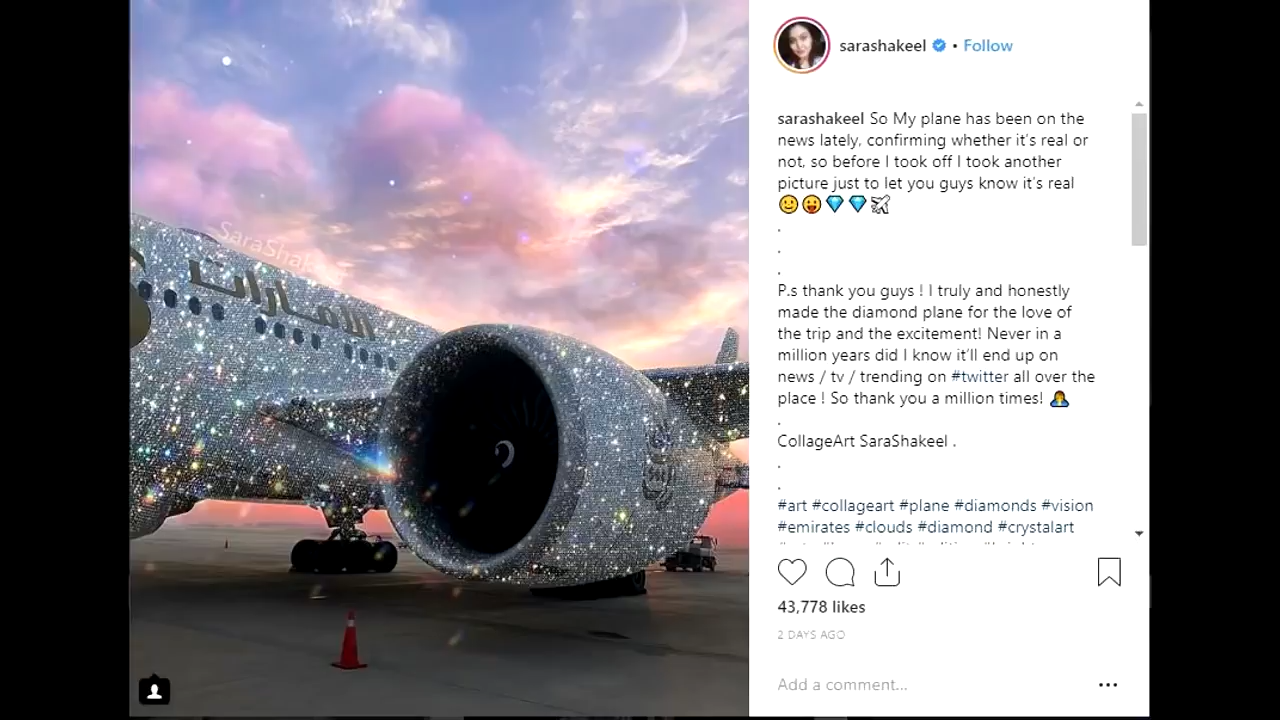 SaraShak
الإمارات
sarashakeel • Follow
sarashakeel So My plane has been on the
news lately, confirming whether it's real or
not, so before I took off I took another
picture just to let you guys know it's real
🙂😛💎💎✈
.
.
.
P.s thank you guys ! I truly and honestly
made the diamond plane for the love of
the trip and the excitement! Never in a
million years did I know it'll end up on
news / tv / trending on #twitter all over the
place ! So thank you a million times! 🙇‍♀️
.
CollageArt SaraShakeel .
.
.
#art #collageart #plane #diamonds #vision
#emirates #clouds #diamond #crystalart
43,778 likes
2 DAYS AGO
Add a comment...